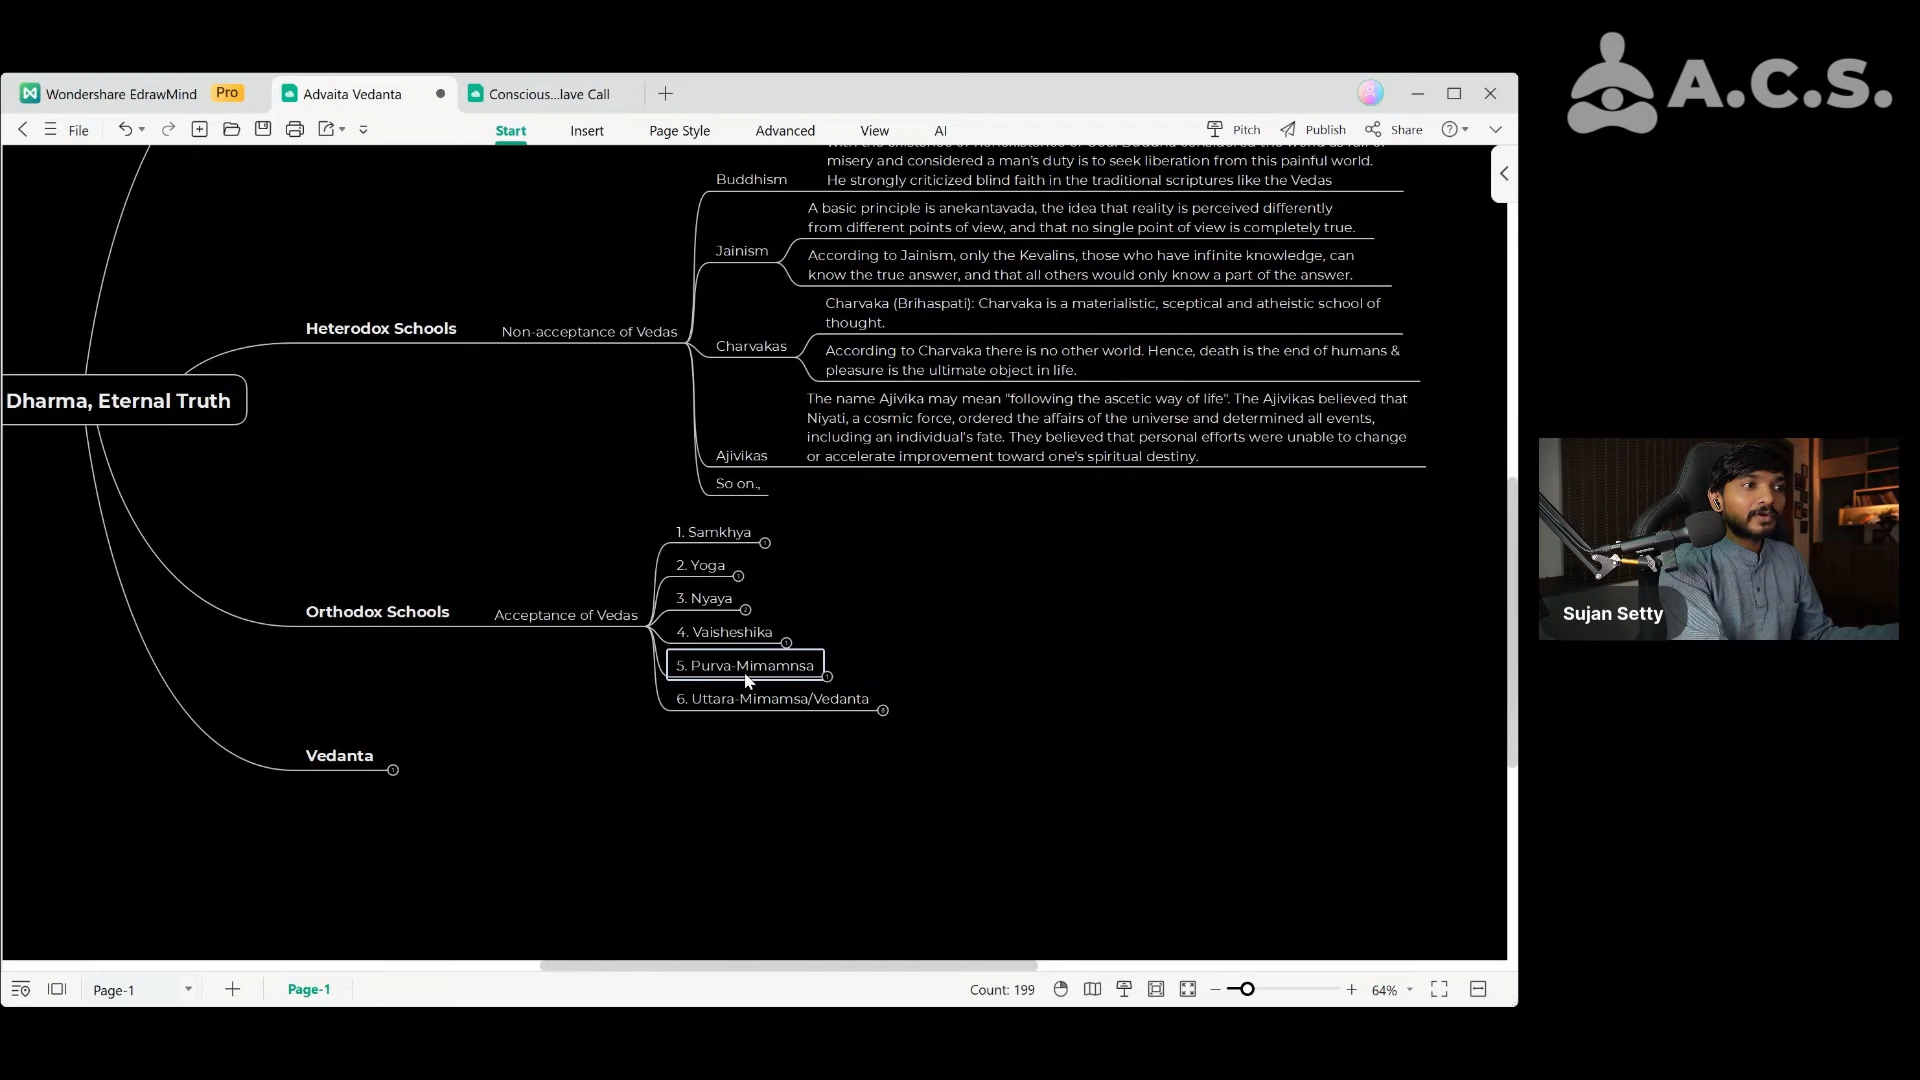 A.C.S.
Wondershare EdrawMind Pro
Advaita Vedanta
Conscious...lave Call
File
Start
Insert
Page Style
Advanced
View
AI
Pitch
Publish
Share
misery and considered a man's duty is to seek liberation from this painful world.
He strongly criticized blind faith in the traditional scriptures like the Vedas
Buddhism
A basic principle is anekantavada, the idea that reality is perceived differently
from different points of view, and that no single point of view is completely true.
Jainism
According to Jainism, only the Kevalins, those who have infinite knowledge, can
know the true answer, and that all others would only know a part of the answer.
Charvaka (Brihaspati): Charvaka is a materialistic, sceptical and atheistic school of
thought.
Heterodox Schools
Non-acceptance of Vedas
Charvakas
According to Charvaka there is no other world. Hence, death is the end of humans &
pleasure is the ultimate object in life.
Dharma, Eternal Truth
The name Ajivika may mean "following the ascetic way of life". The Ajivikas believed that
Niyati, a cosmic force, ordered the affairs of the universe and determined all events,
including an individual's fate. They believed that personal efforts were unable to change
or accelerate improvement toward one's spiritual destiny.
Ajivikas
So on.,
1. Samkhya
2. Yoga
3. Nyaya
Orthodox Schools
Acceptance of Vedas
4. Vaisheshika
5. Purva-Mimamnsa
6. Uttara-Mimamsa/Vedanta
Vedanta
Sujan Setty
Page-1
Page-1
Count: 199
64%